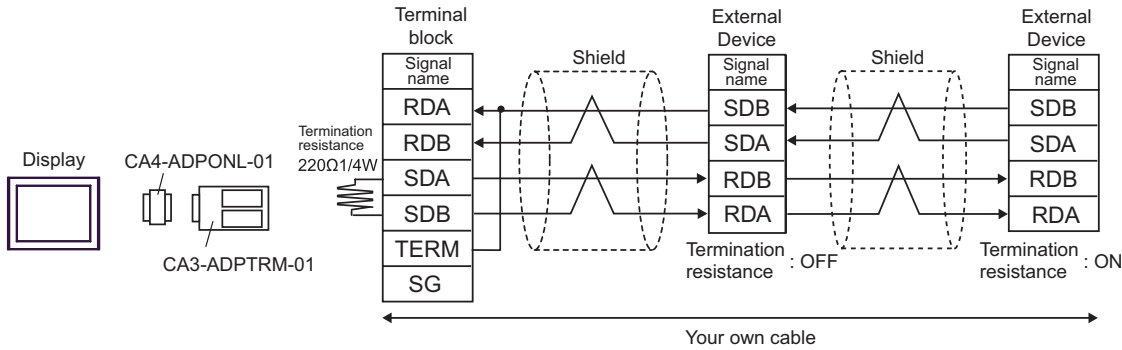 Display
CA4-ADPONL-01
CA3-ADPTRM-01
Termination
resistance
220Ω1/4W
Terminal
block
Signal
name
RDA
RDB
SDA
SDB
TERM
SG
Shield
External
Device
Signal
name
SDB
SDA
RDB
RDA
Termination
resistance : OFF
Shield
External
Device
Signal
name
SDB
SDA
RDB
RDA
Termination
resistance : ON
Your own cable